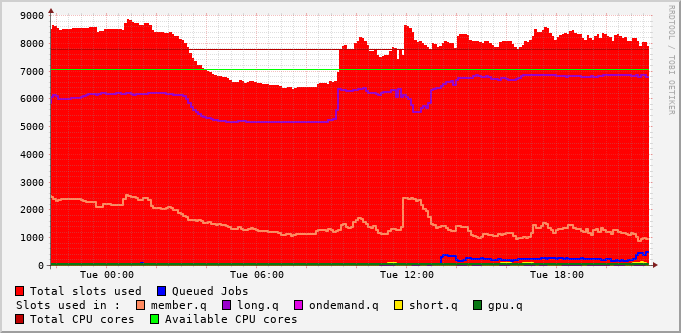 9000
8000
7000
6000
5000
4000
3000
2000
1000
0
Tue 00:00 Tue 06:00 Tue 12:00 Tue 18:00
RRDTOOL / TOBI OETIKER
Total slots used Queued Jobs
Slots used in : member.q long.q ondemand.q short.q gpu.q
Total CPU cores Available CPU cores